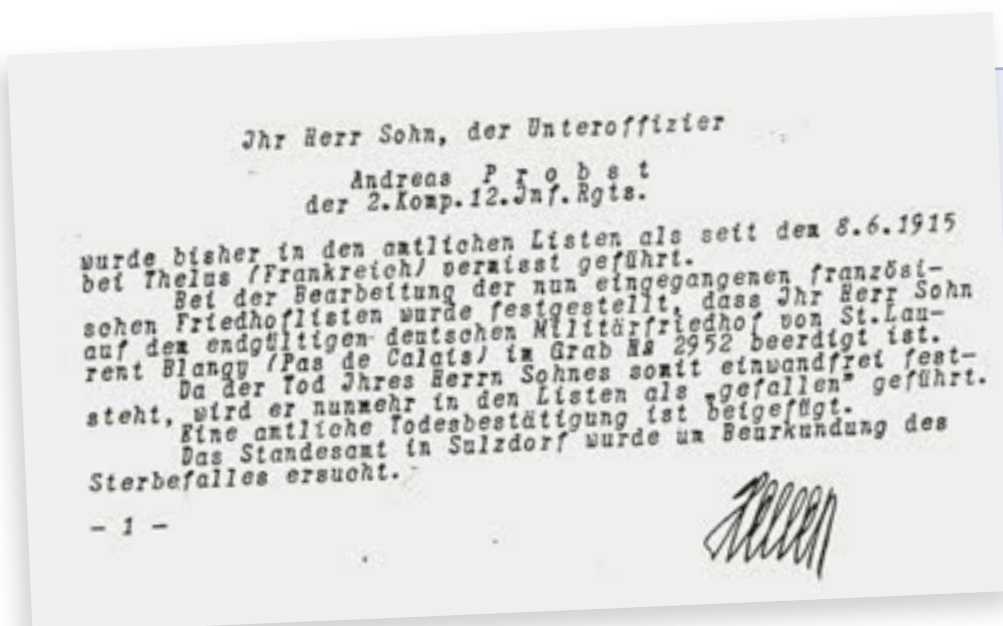 Jhr Herr Sohn, der Unteroffizier
Andreas P r o b s t
der 2.Komp.12.Jnf.Rgts.
wurde bisher in den amtlichen Listen als seit dem 8.6.1915
bei Thelus /Frankreich/ vermisst geführt.
Bei der Bearbeitung der nun eingegangenen französi-
schen Friedhoflisten wurde festgestellt, dass Jhr Herr Sohn
auf dem endgültigen deutschen Militärfriedhof von St.Lau-
rent Blangy /Pas de Calais/ im Grab № 2952 beerdigt ist.
Da der Tod Jhres Herrn Sohnes somit einwandfrei fest-
steht, wird er nunmehr in den Listen als „gefallen" geführt.
Eine amtliche Todesbestätigung ist beigefügt.
Das Standesamt in Sulzdorf wurde um Beurkundung des
Sterbefalles ersucht.
- 1 -